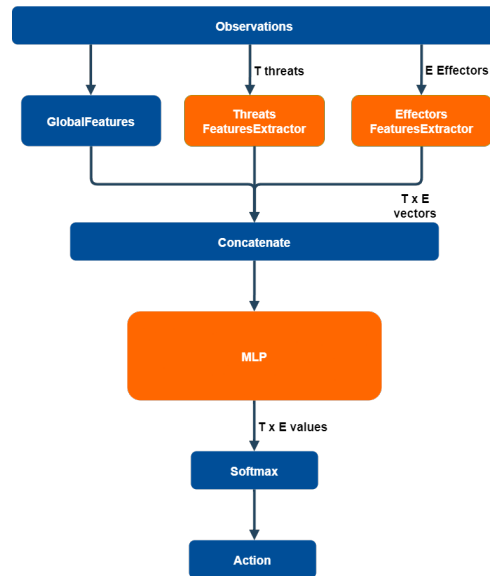 Observations
T threats
E Effectors
GlobalFeatures
Threats
FeaturesExtractor
Effectors
FeaturesExtractor
T x E
vectors
Concatenate
MLP
T x E values
Softmax
Action